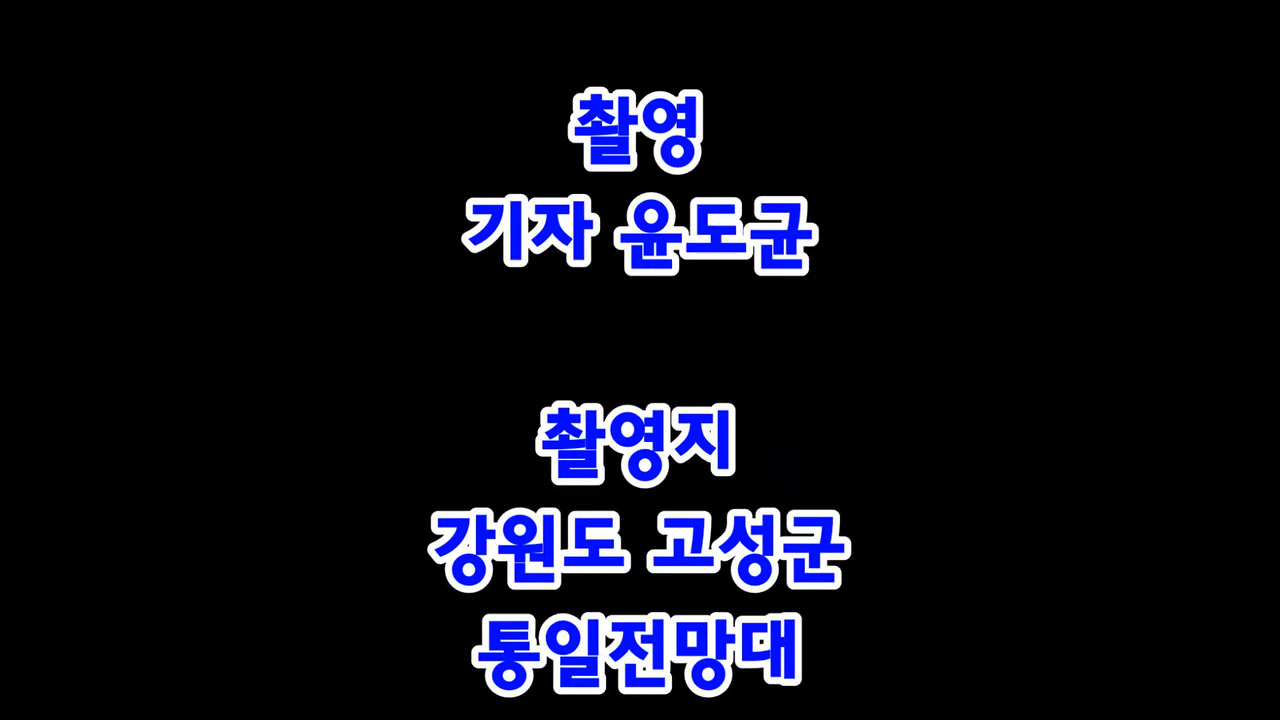 촬영
기자 윤도균
촬영지
강원도 고성군
통일전망대